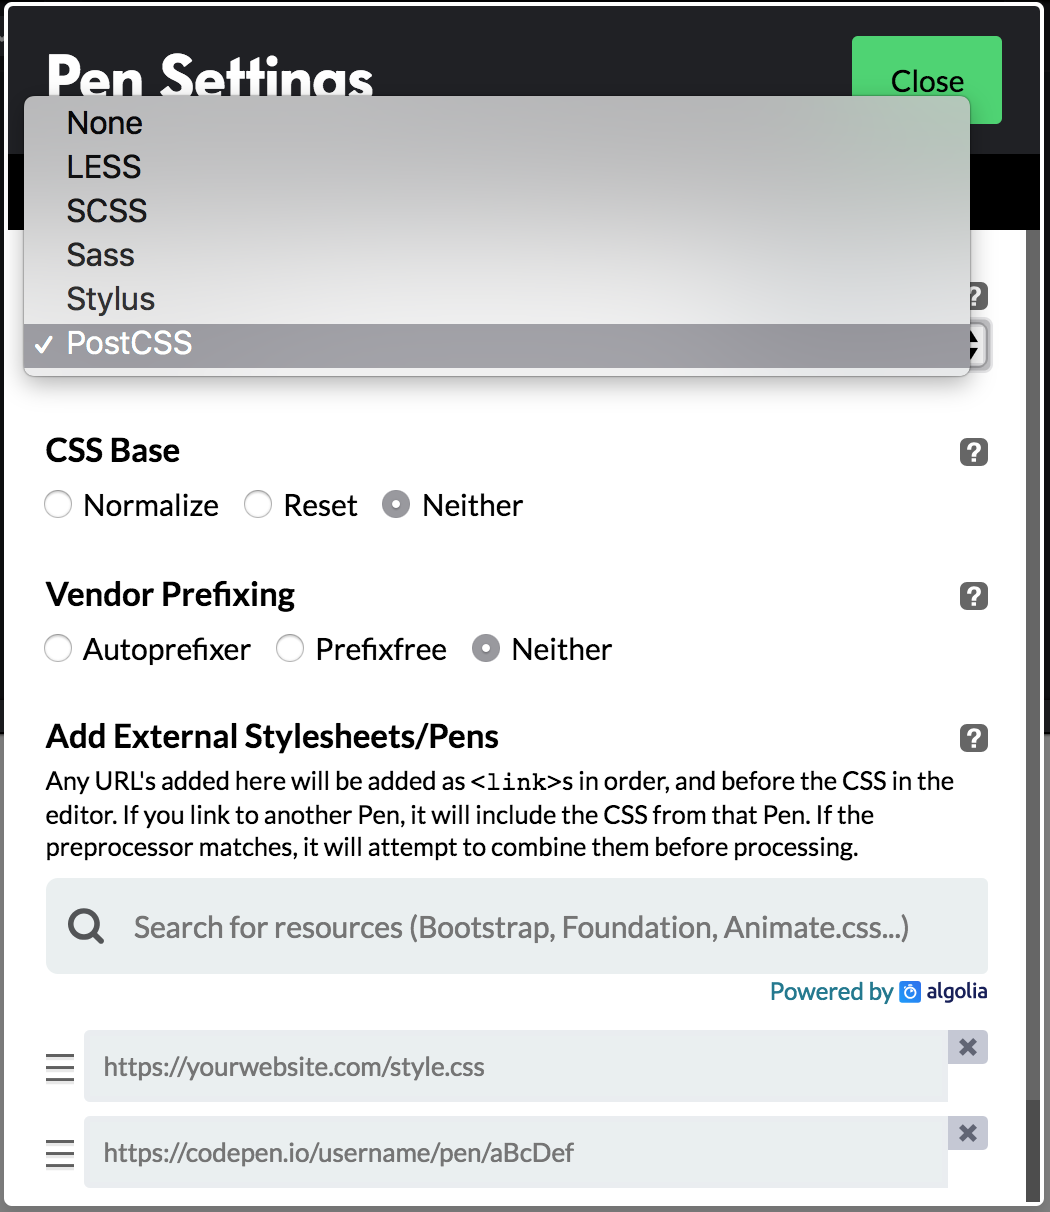 Pen Settings
Close
None
LESS
SCSS
Sass
Stylus
?
✓ PostCSS
CSS Base
?
Normalize Reset Neither
Vendor Prefixing
?
Autoprefixer Prefixfree Neither
Add External Stylesheets/Pens
?
Any URL's added here will be added as <link>s in order, and before the CSS in the
editor. If you link to another Pen, it will include the CSS from that Pen. If the
preprocessor matches, it will attempt to combine them before processing.
Search for resources (Bootstrap, Foundation, Animate.css...)
Powered by algolia
https://yourwebsite.com/style.css
https://codepen.io/username/pen/aBcDef